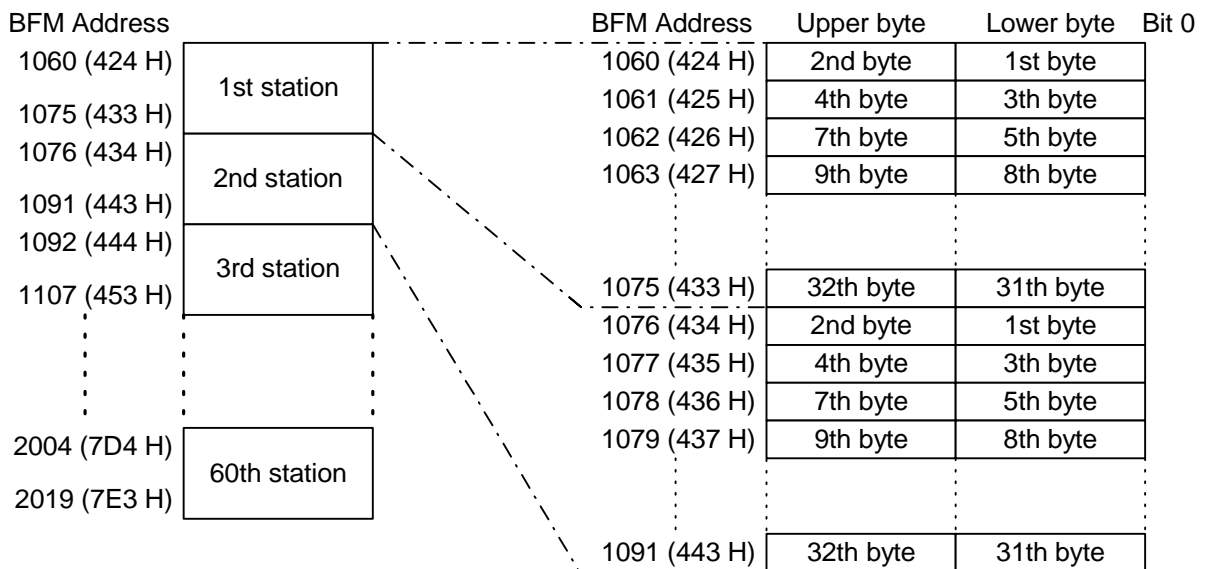 BFM Address
1060 (424 H)
1st station
1075 (433 H)
1076 (434 H)
2nd station
1091 (443 H)
1092 (444 H)
3rd station
1107 (453 H)
2004 (7D4 H)
60th station
2019 (7E3 H)
BFM Address Upper byte Lower byte Bit 0
1060 (424 H) 2nd byte 1st byte
1061 (425 H) 4th byte 3th byte
1062 (426 H) 7th byte 5th byte
1063 (427 H) 9th byte 8th byte
1075 (433 H) 32th byte 31th byte
1076 (434 H) 2nd byte 1st byte
1077 (435 H) 4th byte 3th byte
1078 (436 H) 7th byte 5th byte
1079 (437 H) 9th byte 8th byte
1091 (443 H) 32th byte 31th byte